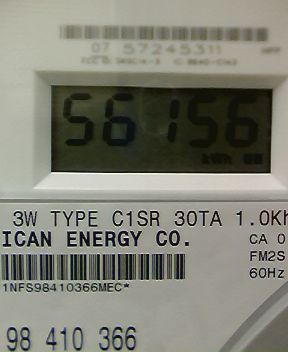 07 57245311
56156
kWh
3W TYPE C1SR 30TA 1.0Kh
ICAN ENERGY CO.
CA 0
FM2S
60Hz
1NFS98410366MEC*
98 410 366